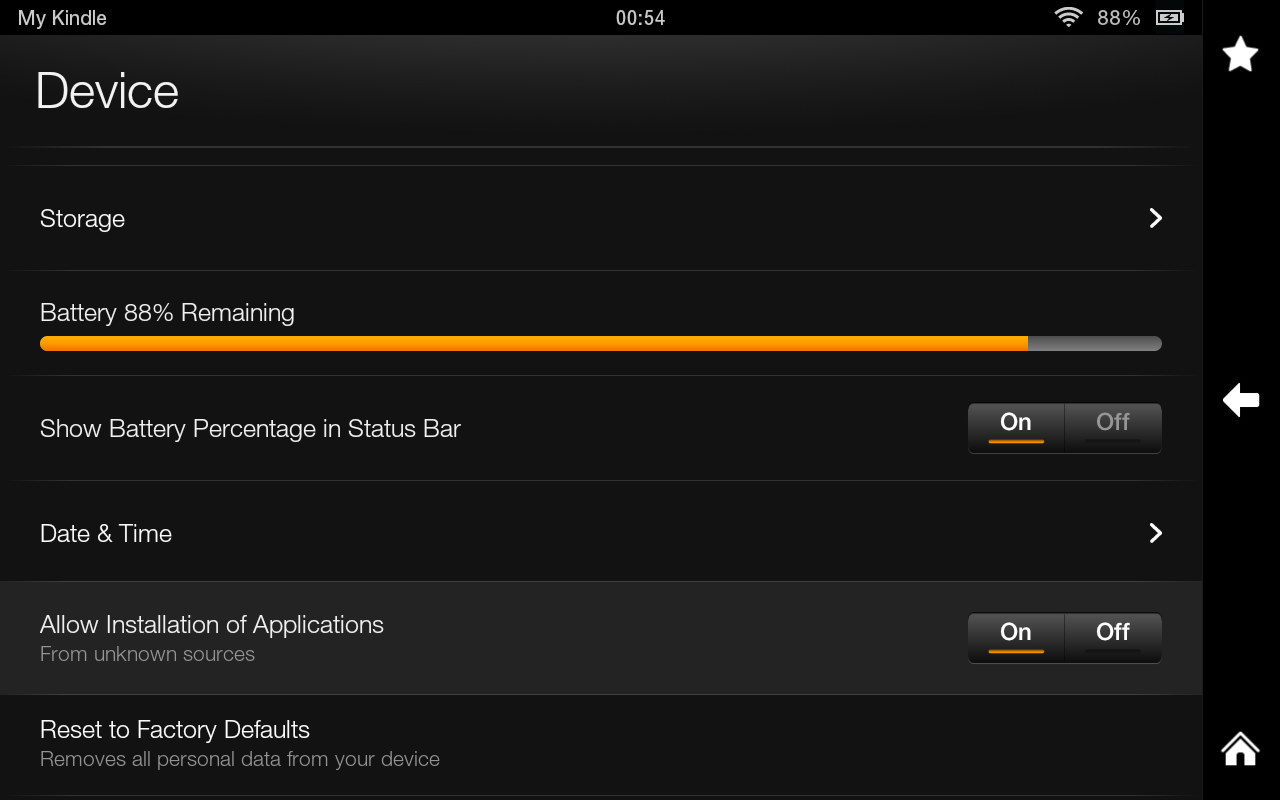 My Kindle 00:54 88%
Device
Storage
Battery 88% Remaining
Show Battery Percentage in Status Bar On Off
Date & Time
Allow Installation of Applications On Off
From unknown sources
Reset to Factory Defaults
Removes all personal data from your device